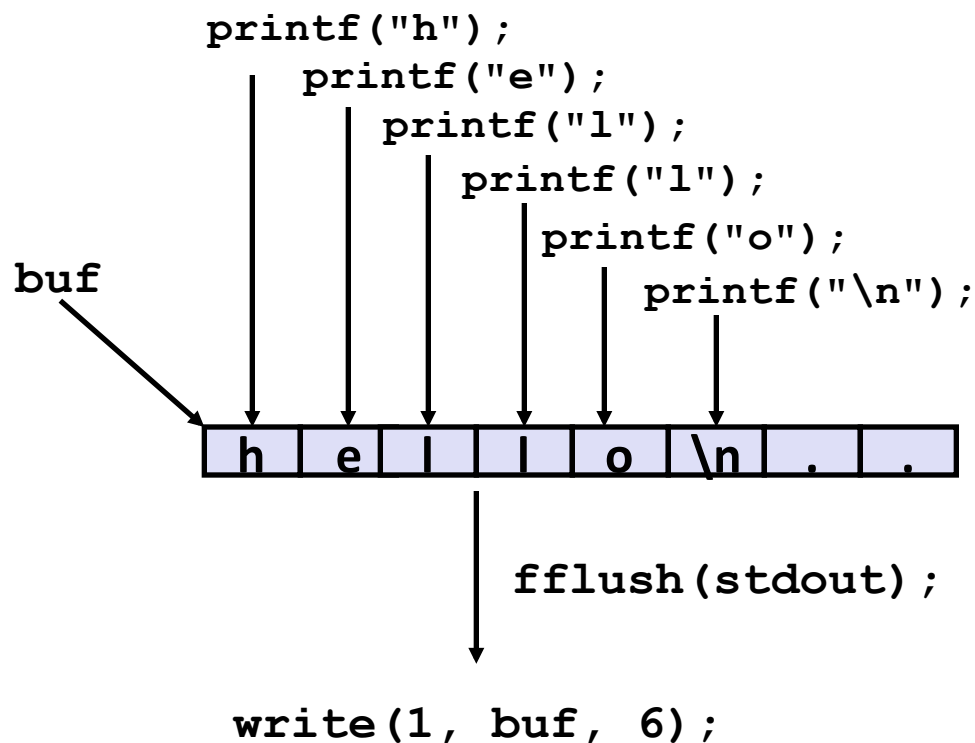 printf("h");
printf("e");
printf("l");
printf("l");
printf("o");
printf("\n");
buf
h e l l o \n . .
fflush(stdout);
write(1, buf, 6);